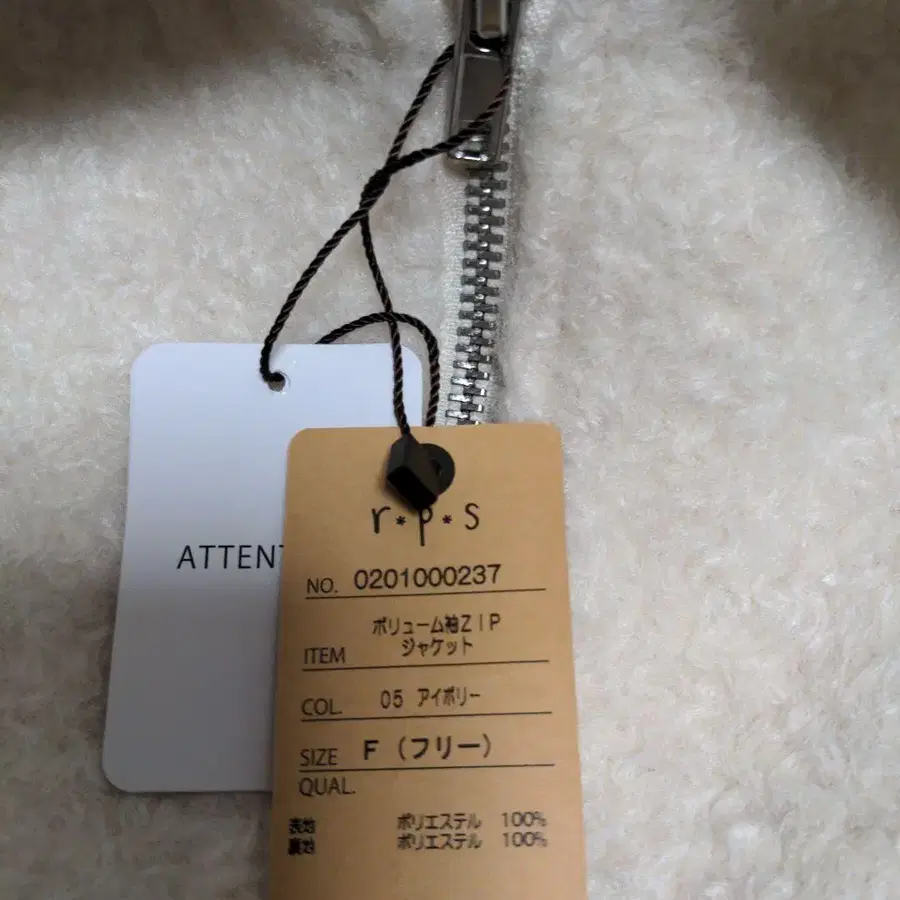 ATTENT
r*p*s
NO. 0201000237
ITEM ボリューム袖ZIP
ジャケット
COL. 05 アイボリー
SIZE F (フリー)
QUAL.
表地 ポリエステル 100%
裏地 ポリエステル 100%